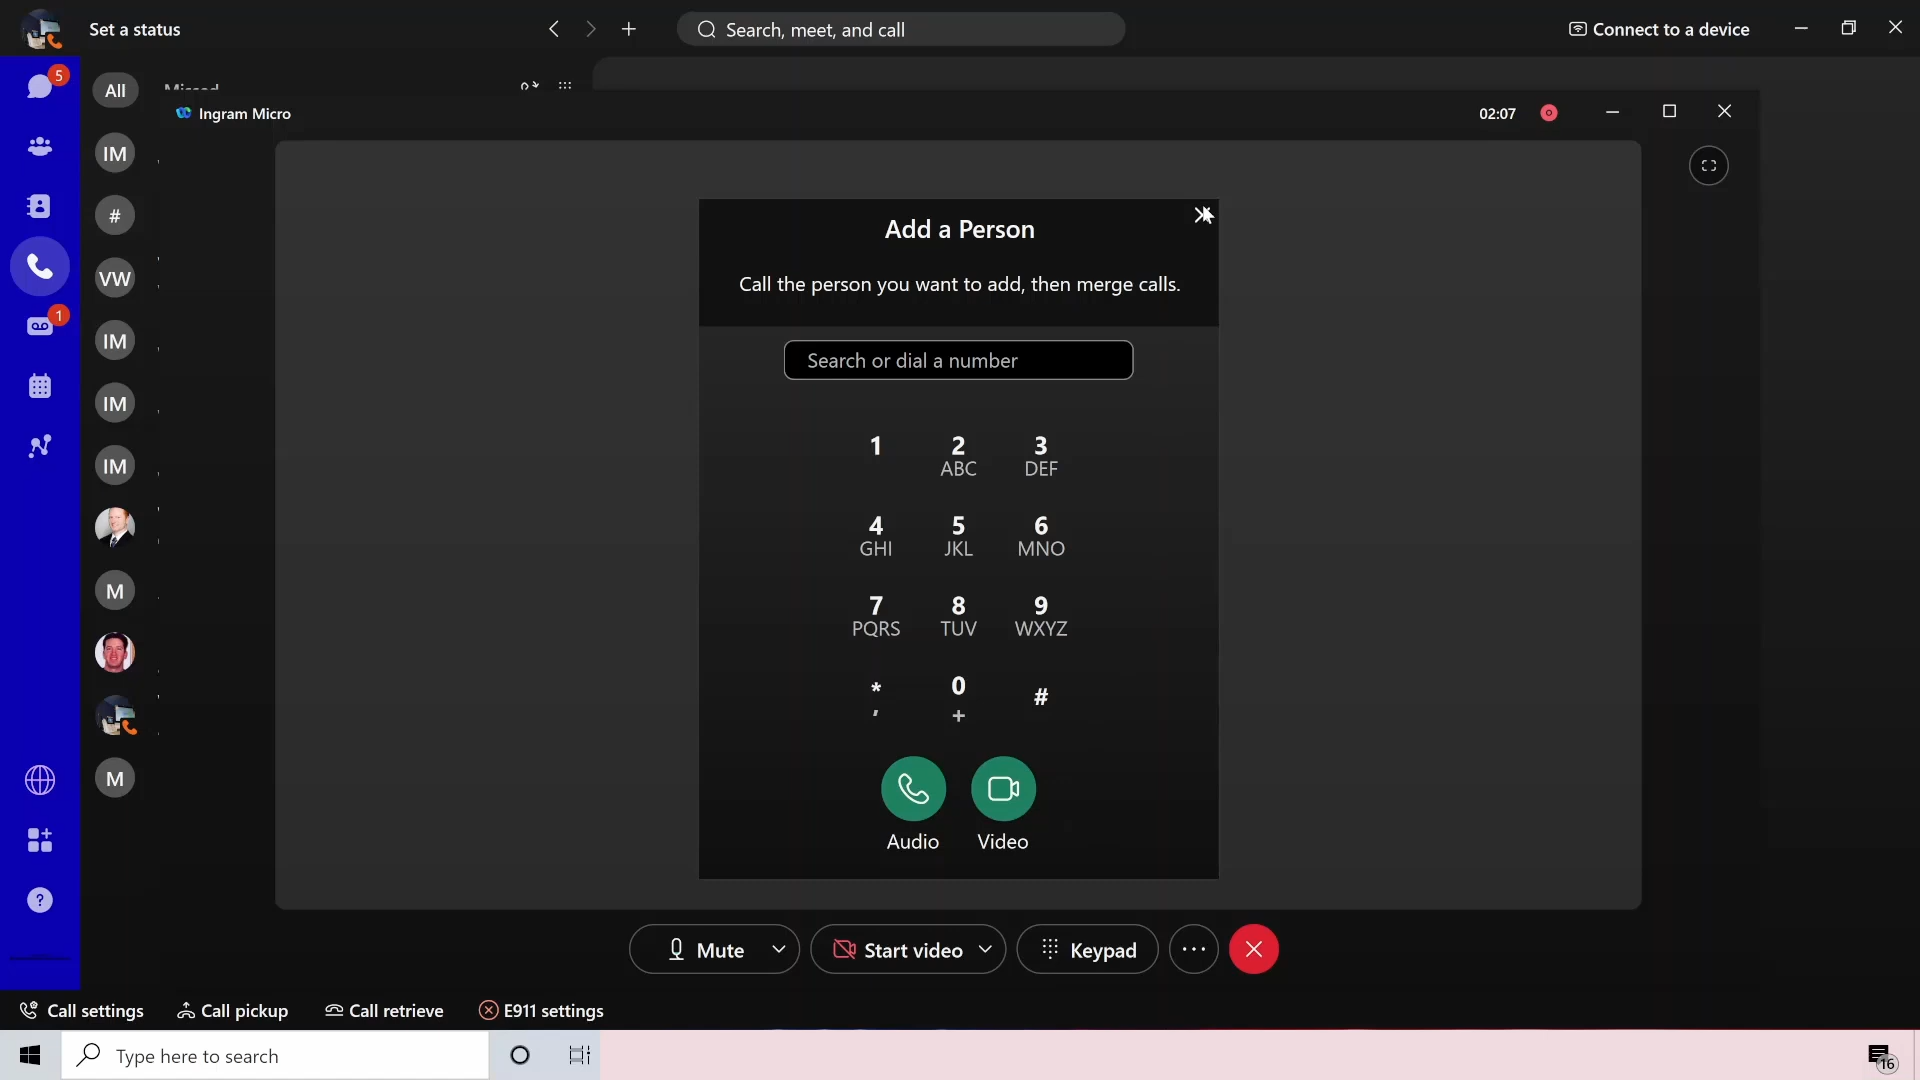 Set a status
Search, meet, and call
Connect to a device
5
All
Missed
Ingram Micro
02:07
IM
#
VW
IM
1
IM
IM
M
M
Add a Person
Call the person you want to add, then merge calls.
Search or dial a number
1
2
3
ABC
DEF
4
5
6
GHI
JKL
MNO
7
8
9
PQRS
TUV
WXYZ
*
0
#
,
+
Audio
Video
?
Mute
Start video
Keypad
Call settings
Call pickup
Call retrieve
E911 settings
Type here to search
16